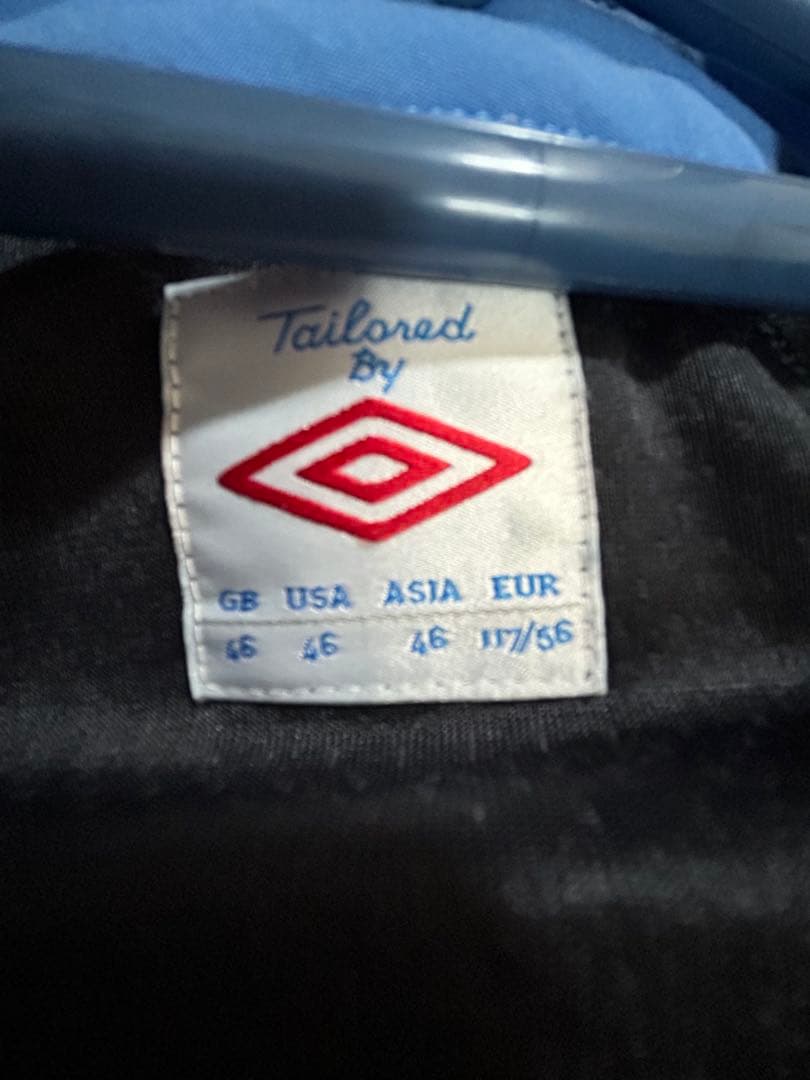 Tailored
By
GB USA ASIA EUR
46 46 46 117/56